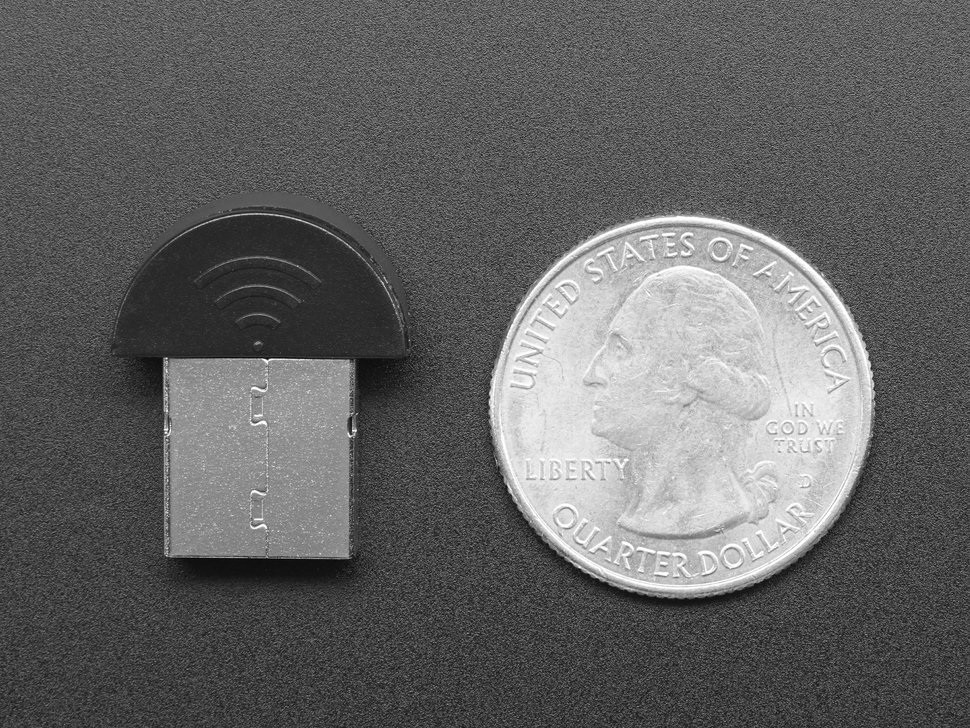 UNITED STATES OF AMERICA
IN
GOD WE
TRUST
LIBERTY
D
QUARTER DOLLAR